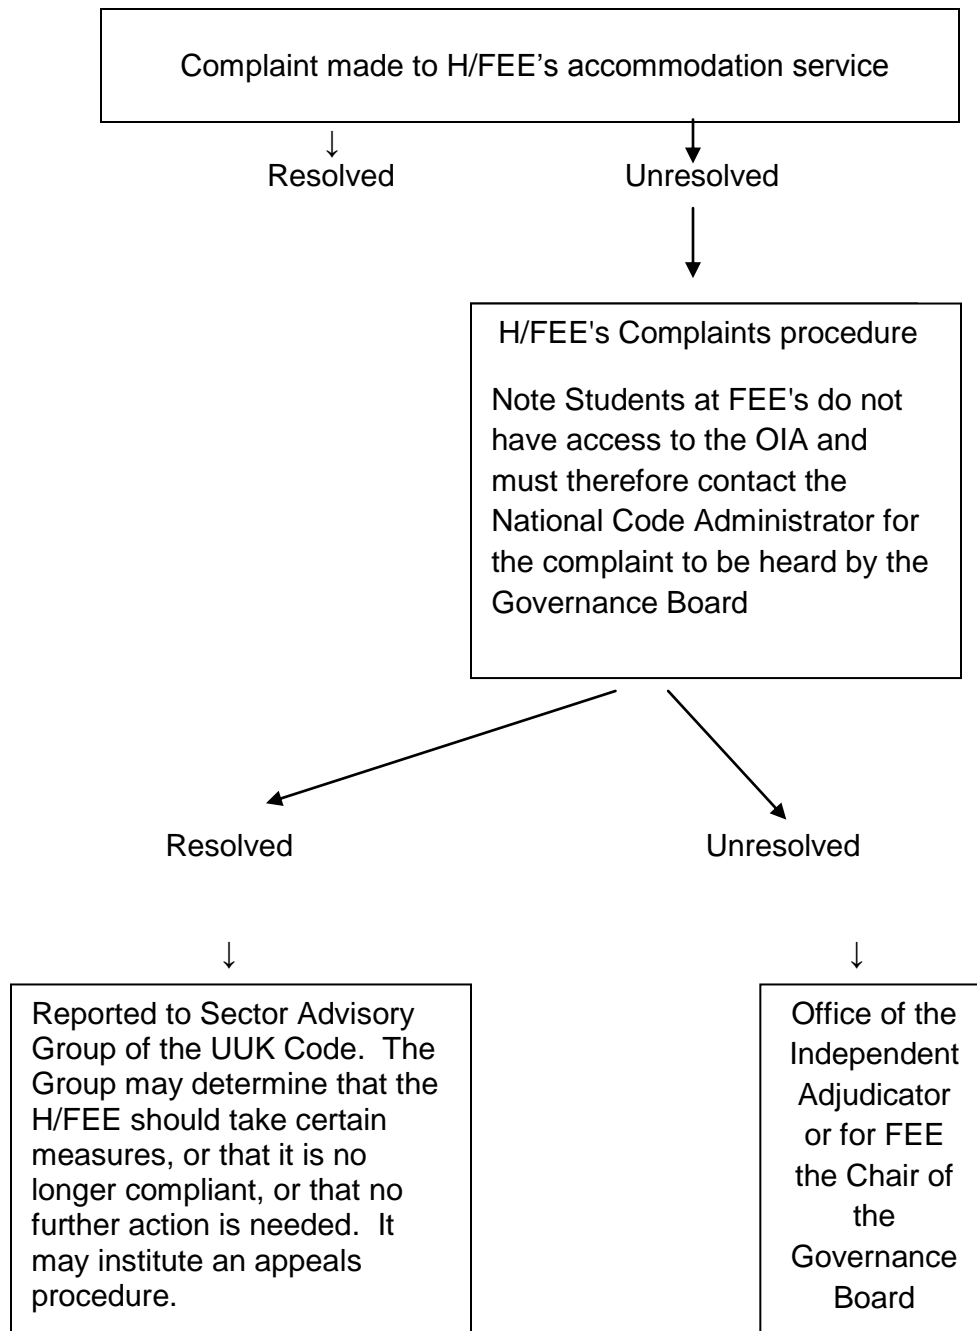 Complaint made to H/FEE’s accommodation service
↓
Resolved
Unresolved
H/FEE's Complaints procedure
Note Students at FEE's do not
have access to the OIA and
must therefore contact the
National Code Administrator for
the complaint to be heard by the
Governance Board
Resolved
Unresolved
↓
↓
Reported to Sector Advisory
Group of the UUK Code.  The
Group may determine that the
H/FEE should take certain
measures, or that it is no
longer compliant, or that no
further action is needed.  It
may institute an appeals
procedure.
Office of the
Independent
Adjudicator
or for FEE
the Chair of
the
Governance
Board